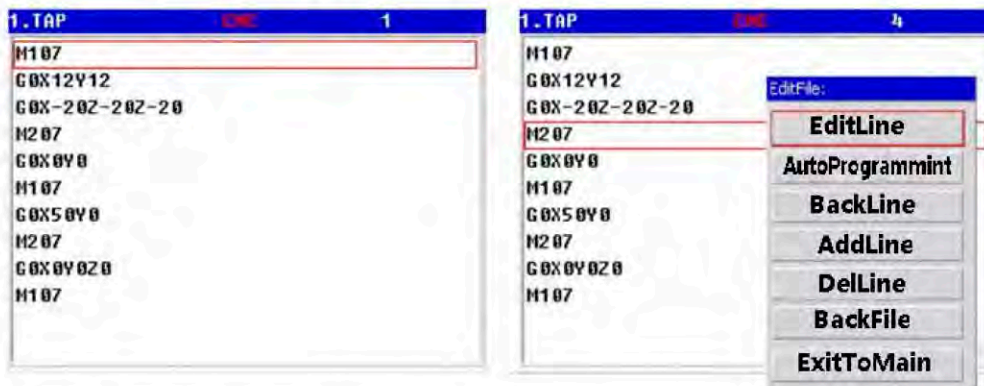 1.TAP 1
M107
G0X12Y12
G0X-20Z-20Z-20
M207
G0X0Y0
M107
G0X50Y0
M207
G0X0Y0Z0
M107
1.TAP 4
M107
G0X12Y12
G0X-20Z-20Z-20
M207
G0X0Y0
M107
G0X50Y0
M207
G0X0Y0Z0
M107
EditFile:
EditLine
AutoProgrammint
BackLine
AddLine
DelLine
BackFile
ExitToMain